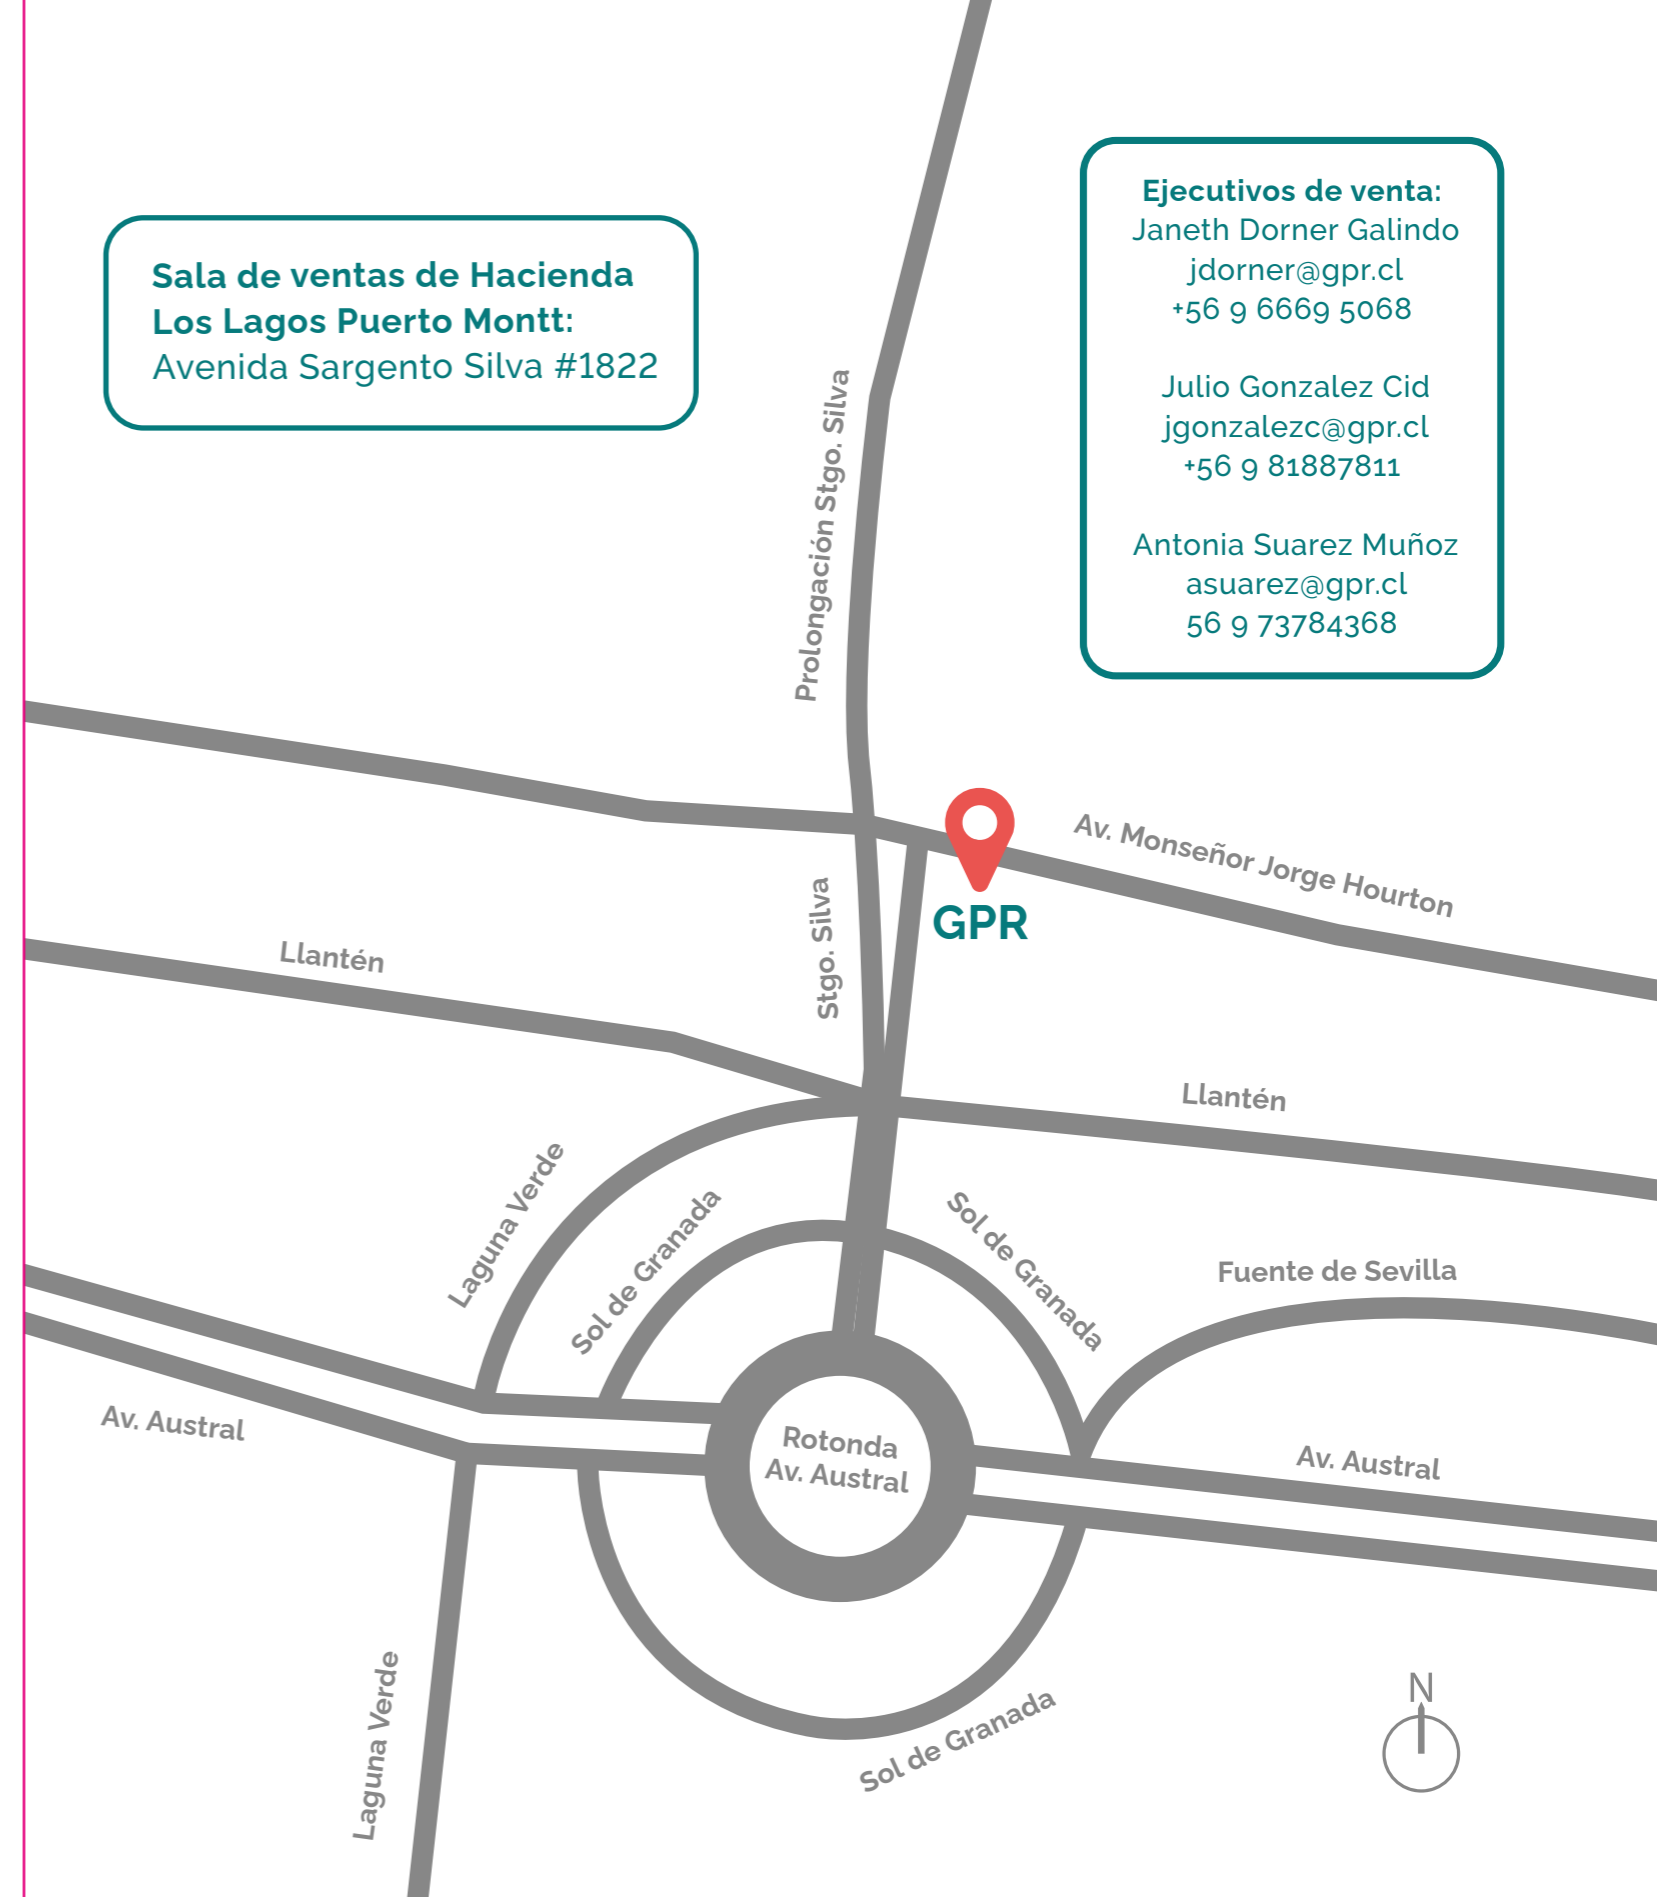 Sala de ventas de Hacienda
Los Lagos Puerto Montt:
Avenida Sargento Silva #1822
Ejecutivos de venta:
Janeth Dorner Galindo
jdorner@gpr.cl
+56 9 6669 5068
Julio Gonzalez Cid
jgonzalezc@gpr.cl
+56 9 81887811
Antonia Suarez Muñoz
asuarez@gpr.cl
56 9 73784368
Prolongación Stgo. Silva
Av. Monseñor Jorge Hourton
GPR
Stgo. Silva
Llantén
Llantén
Laguna Verde
Sol de Granada
Sol de Granada
Fuente de Sevilla
Av. Austral
Rotonda
Av. Austral
Av. Austral
Laguna Verde
Sol de Granada
N